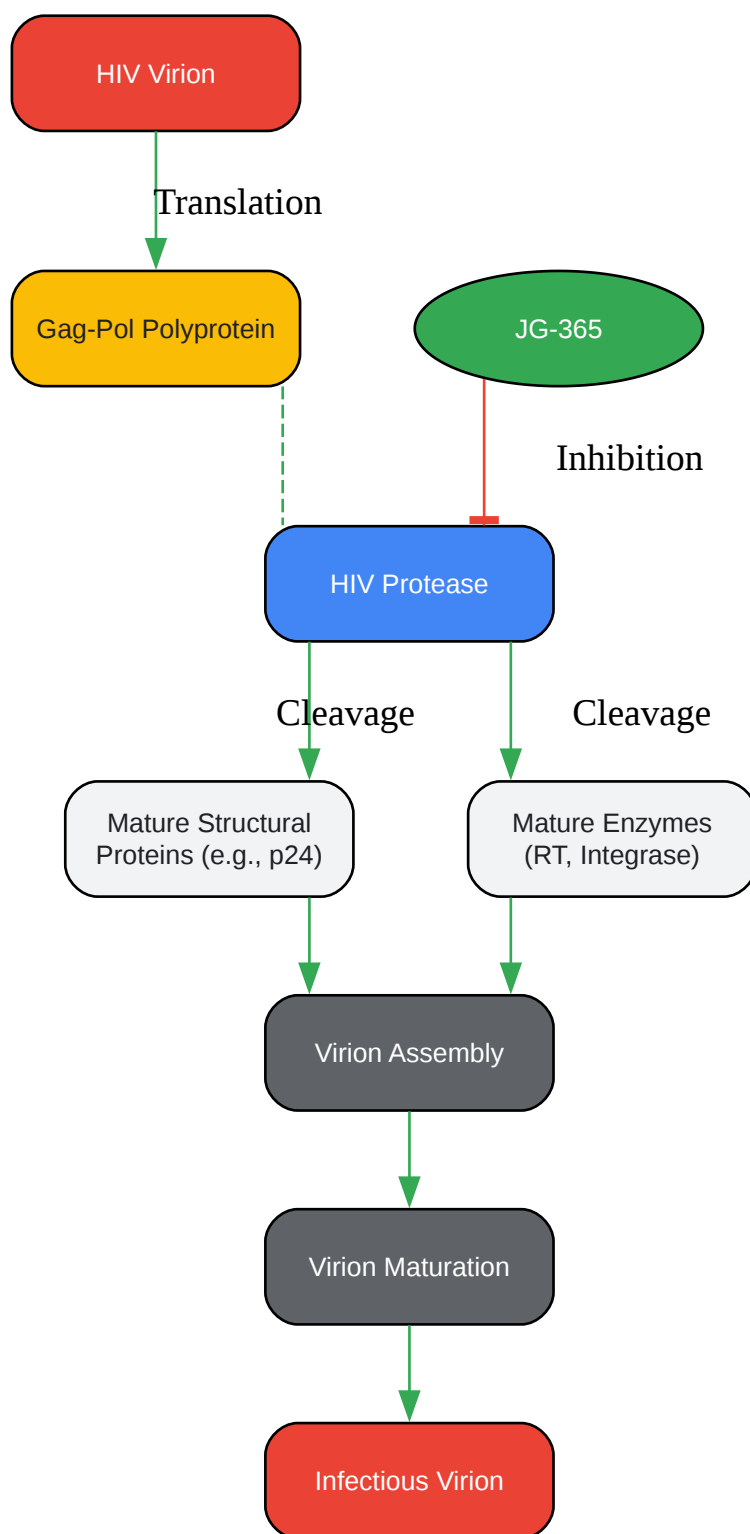 HIV Virion
Translation
Gag-Pol Polyprotein
JG-365
Inhibition
HIV Protease
Cleavage
Cleavage
Mature Structural
Proteins (e.g., p24)
Mature Enzymes
(RT, Integrase)
Virion Assembly
Virion Maturation
Infectious Virion